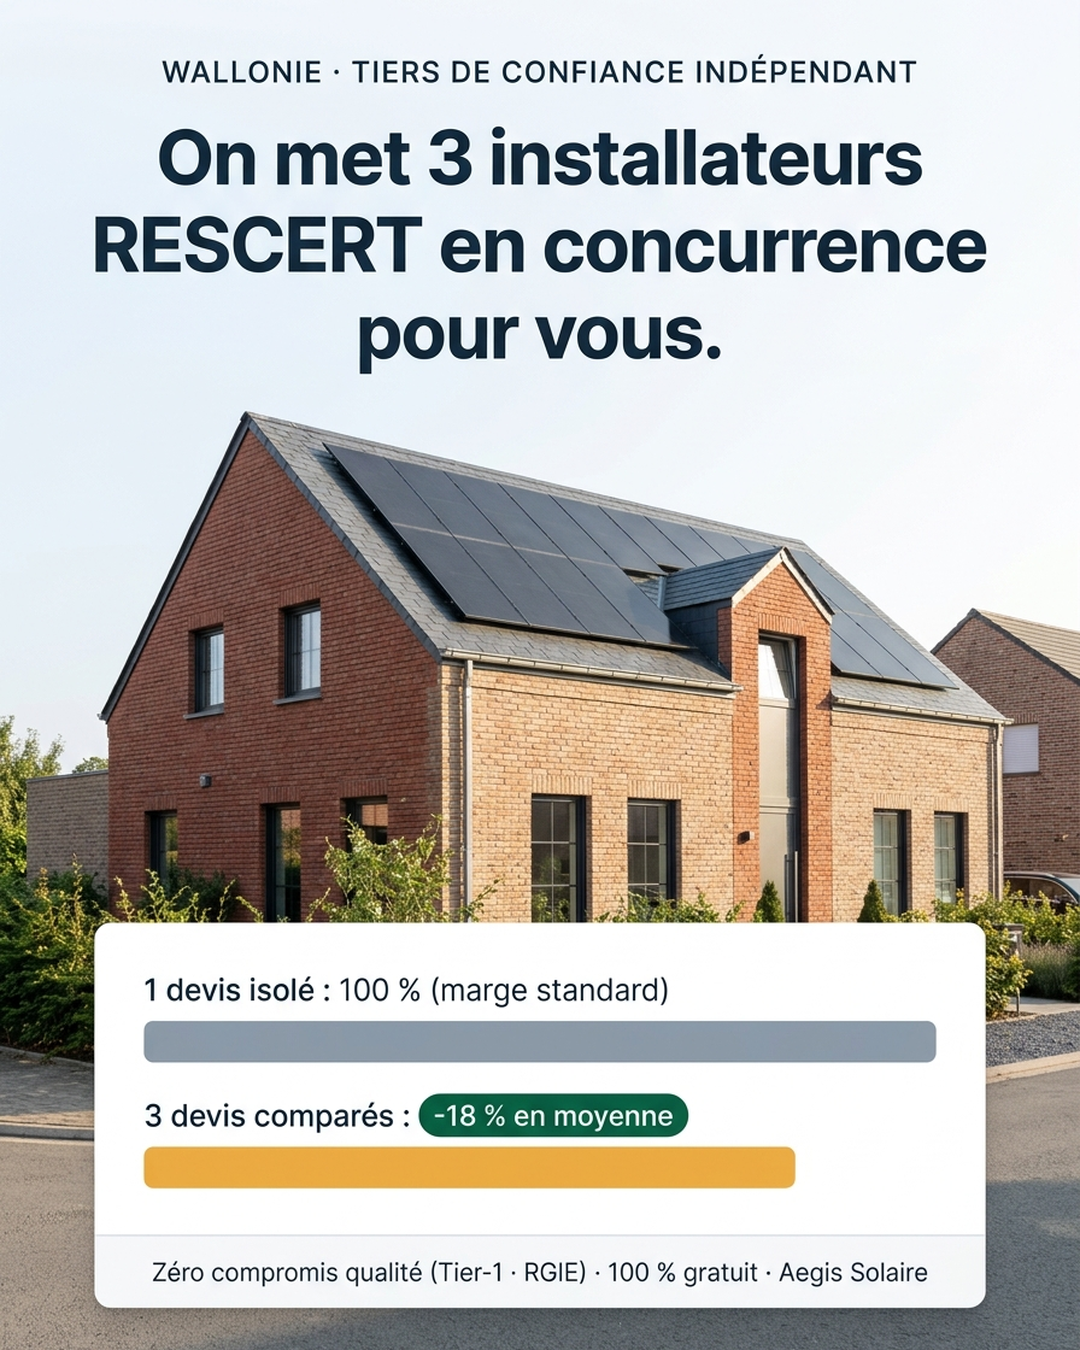 WALLONIE · TIERS DE CONFIANCE INDÉPENDANT
On met 3 installateurs
RESCERT en concurrence
pour vous.
1 devis isolé : 100 % (marge standard)
3 devis comparés : -18 % en moyenne
Zéro compromis qualité (Tier-1 · RGIE) · 100 % gratuit · Aegis Solaire